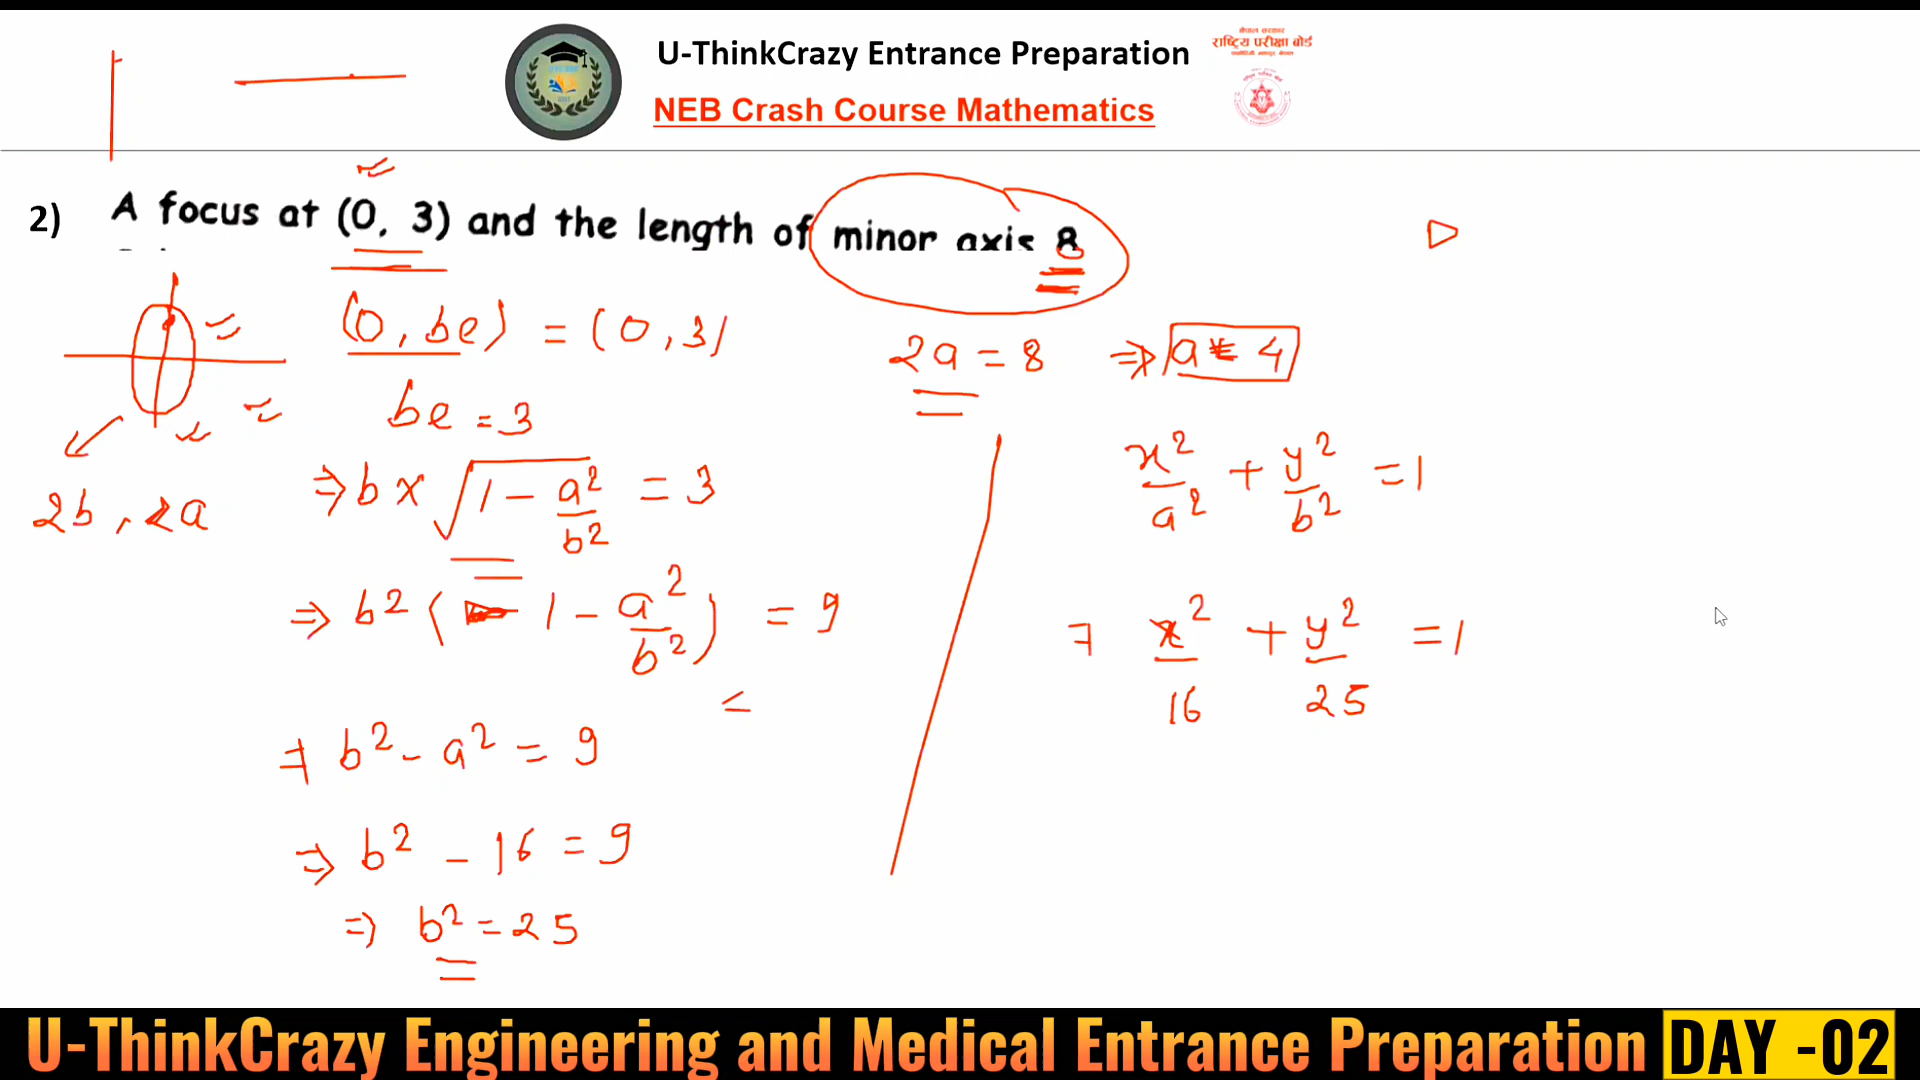 U-ThinkCrazy Entrance Preparation
NEB Crash Course Mathematics
नेपाल सरकार
राष्ट्रिय परीक्षा बोर्ड
2) A focus at (0, 3) and the length of minor axis 8
(0, be) = (0, 3)
2a = 8 ⇒ a = 4
be = 3
2b, 2a
⇒ b × √(1 - a²/b²) = 3
⇒ b² (1 - a²/b²) = 9
⇒ b² - a² = 9
⇒ b² - 16 = 9
⇒ b² = 25
x²/a² + y²/b² = 1
⇒ x²/16 + y²/25 = 1
U-ThinkCrazy Engineering and Medical Entrance Preparation DAY -02